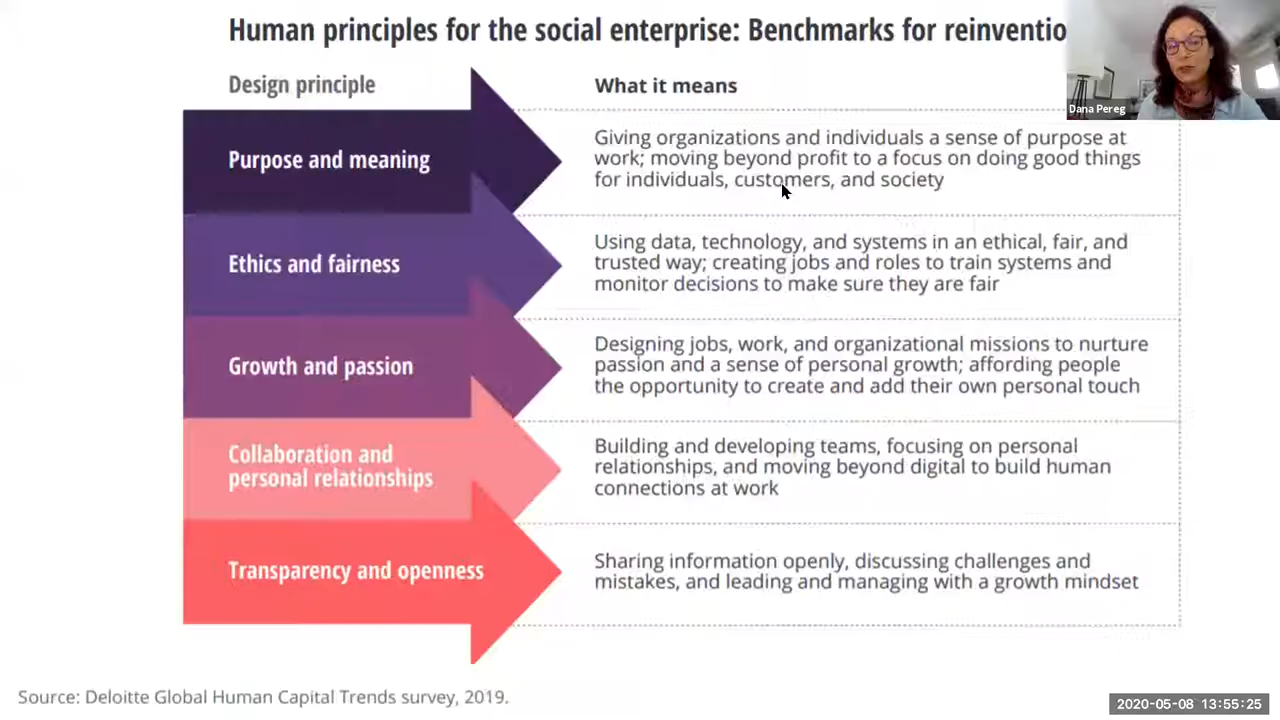 Human principles for the social enterprise: Benchmarks for reinventio
Dana Pereg
Design principle
What it means
Purpose and meaning
Giving organizations and individuals a sense of purpose at
work; moving beyond profit to a focus on doing good things
for individuals, customers, and society
Ethics and fairness
Using data, technology, and systems in an ethical, fair, and
trusted way; creating jobs and roles to train systems and
monitor decisions to make sure they are fair
Growth and passion
Designing jobs, work, and organizational missions to nurture
passion and a sense of personal growth; affording people
the opportunity to create and add their own personal touch
Collaboration and
personal relationships
Building and developing teams, focusing on personal
relationships, and moving beyond digital to build human
connections at work
Transparency and openness
Sharing information openly, discussing challenges and
mistakes, and leading and managing with a growth mindset
Source: Deloitte Global Human Capital Trends survey, 2019.
2020-05-08 13:55:25